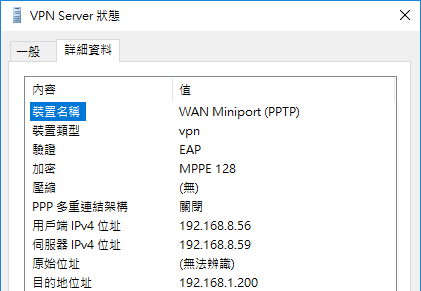 VPN Server 狀態
一般 詳細資料
內容 值
裝置名稱 WAN Miniport (PPTP)
裝置類型 vpn
驗證 EAP
加密 MPPE 128
壓縮 (無)
PPP 多重連結架構 關閉
用戶端 IPv4 位址 192.168.8.56
伺服器 IPv4 位址 192.168.8.59
原始位址 (無法辨識)
目的地位址 192.168.1.200